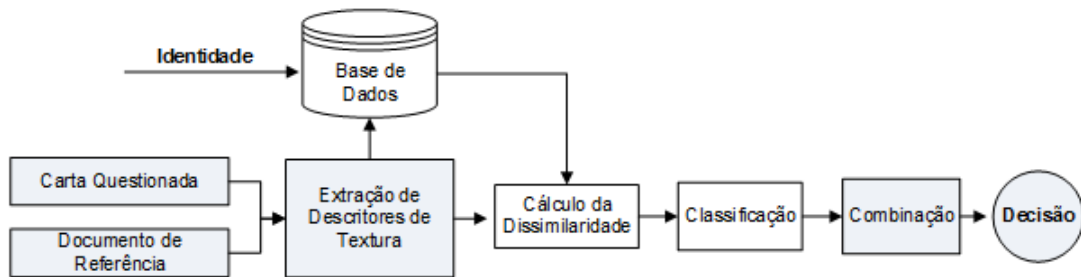 Identidade
Base de
Dados
Carta Questionada
Documento de
Referência
Extração de
Descritores de
Textura
Cálculo da
Dissimilaridade
Classificação
Combinação
Decisão